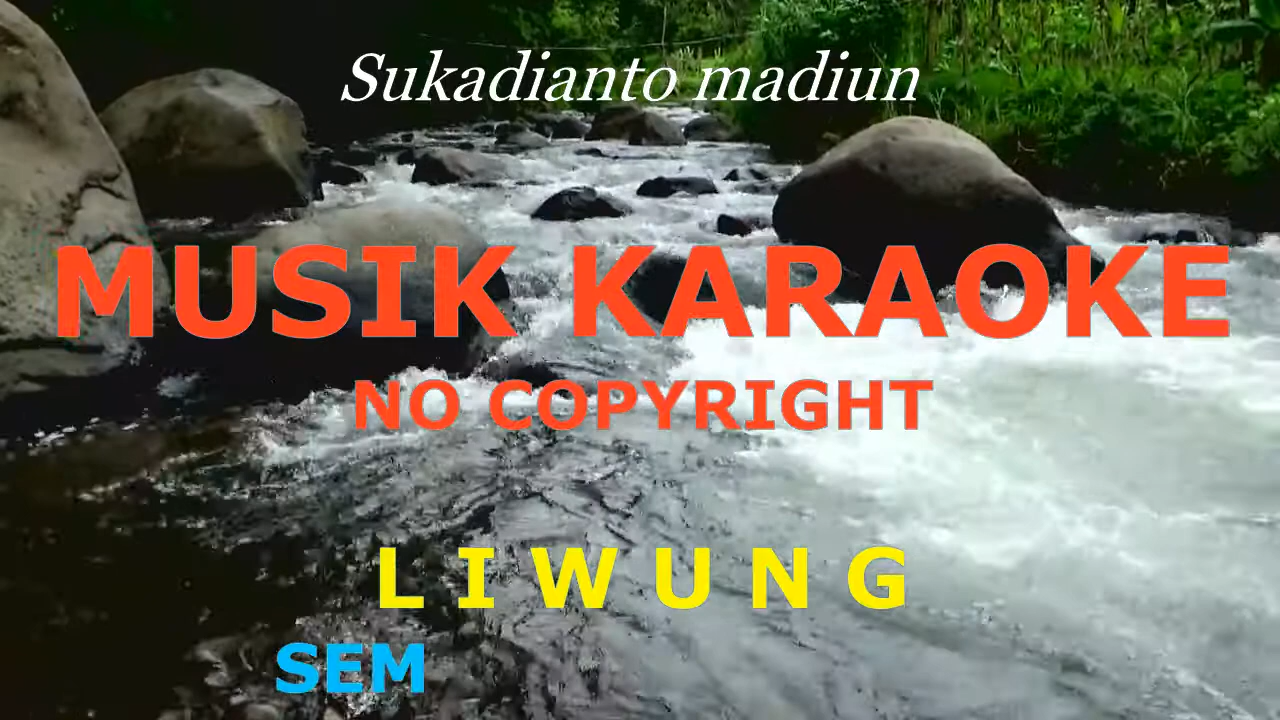 Sukadianto madiun
MUSIK KARAOKE
NO COPYRIGHT
L I W U N G
SEM